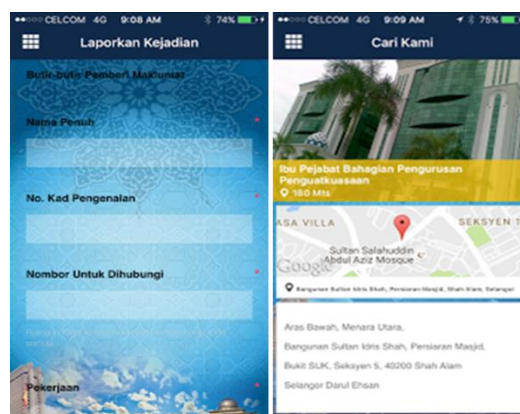 CELCOM 4G 9:08 AM 74%
Laporkan Kejadian
Butir-butir Pemberi Maklumat
Nama Penuh *
No. Kad Pengenalan *
Nombor Untuk Dihubungi *
Pekerjaan *
CELCOM 4G 9:09 AM 75%
Cari Kami
Ibu Pejabat Bahagian Pengurusan
Penguatkuasaan
180 Mts
ASA VILLA
SEKSYEN
Sultan Salahuddin
Abdul Aziz Mosque
Google
Bangunan Sultan Idris Shah, Persiaran Masjid, Shah Alam, Selangor
Aras Bawah, Menara Utara,
Bangunan Sultan Idris Shah, Persiaran Masjid,
Bukit SUK, Seksyen 5, 40200 Shah Alam
Selangor Darul Ehsan